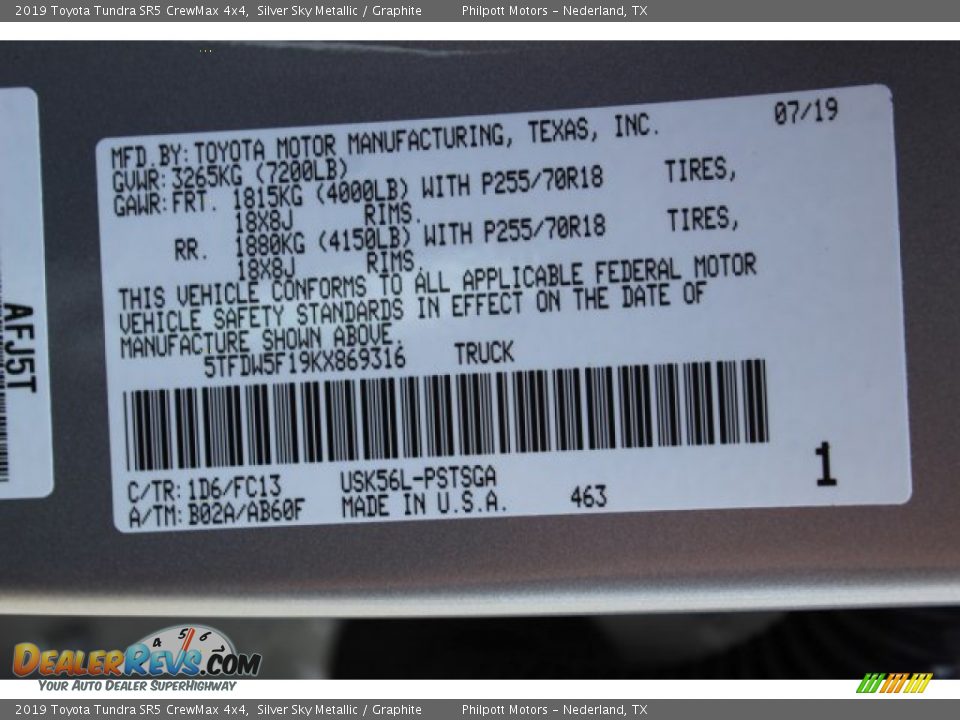 2019 Toyota Tundra SR5 CrewMax 4x4, Silver Sky Metallic / Graphite Philpott Motors - Nederland, TX
07/19
MFD.BY:TOYOTA MOTOR MANUFACTURING, TEXAS, INC.
GVWR:3265KG (7200LB)
GAWR:FRT. 1815KG (4000LB) WITH P255/70R18 TIRES,
18X8J RIMS.
RR. 1880KG (4150LB) WITH P255/70R18 TIRES,
18X8J RIMS.
THIS VEHICLE CONFORMS TO ALL APPLICABLE FEDERAL MOTOR
VEHICLE SAFETY STANDARDS IN EFFECT ON THE DATE OF
MANUFACTURE SHOWN ABOVE.
5TFDW5F19KX869316 TRUCK
AFJ5T
1
C/TR:1D6/FC13 USK56L-PSTSGA
A/TM:B02A/AB60F MADE IN U.S.A. 463
4 5 6
DEALERREVS.COM
YOUR AUTO DEALER SUPERHIGHWAY
2019 Toyota Tundra SR5 CrewMax 4x4, Silver Sky Metallic / Graphite Philpott Motors - Nederland, TX